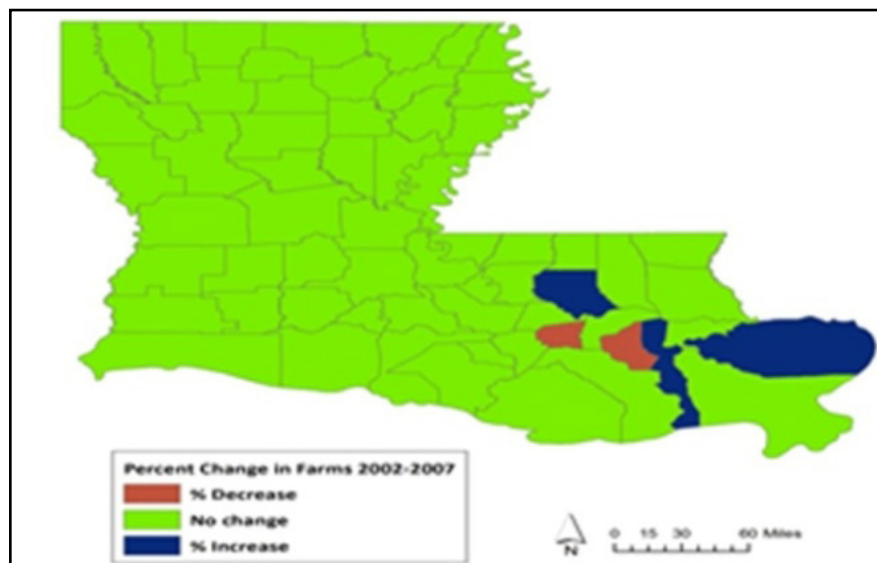 Percent Change in Farms 2002-2007
% Decrease
No change
% Increase
N
0 15 30 60 Miles